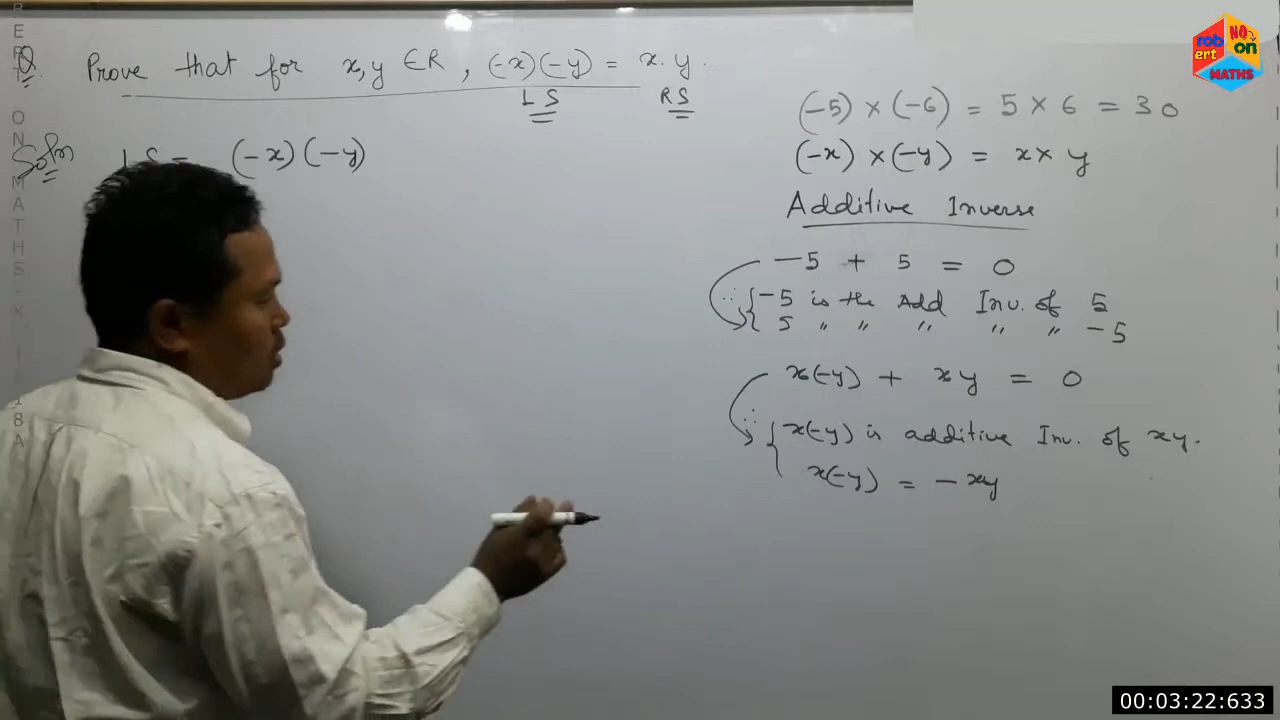 Q. Prove that for x, y ∈ R, (-x)(-y) = x.y.
LS RS
Soln LS = (-x)(-y)
(-5) × (-6) = 5 × 6 = 30
(-x) × (-y) = x × y
Additive Inverse
-5 + 5 = 0
∴ { -5 is the Add Inv. of 5
5 " " " " " -5
x(-y) + xy = 0
∴ { x(-y) is additive Inv. of xy.
x(-y) = -xy
robert NO on
MATHS
00:03:22:633